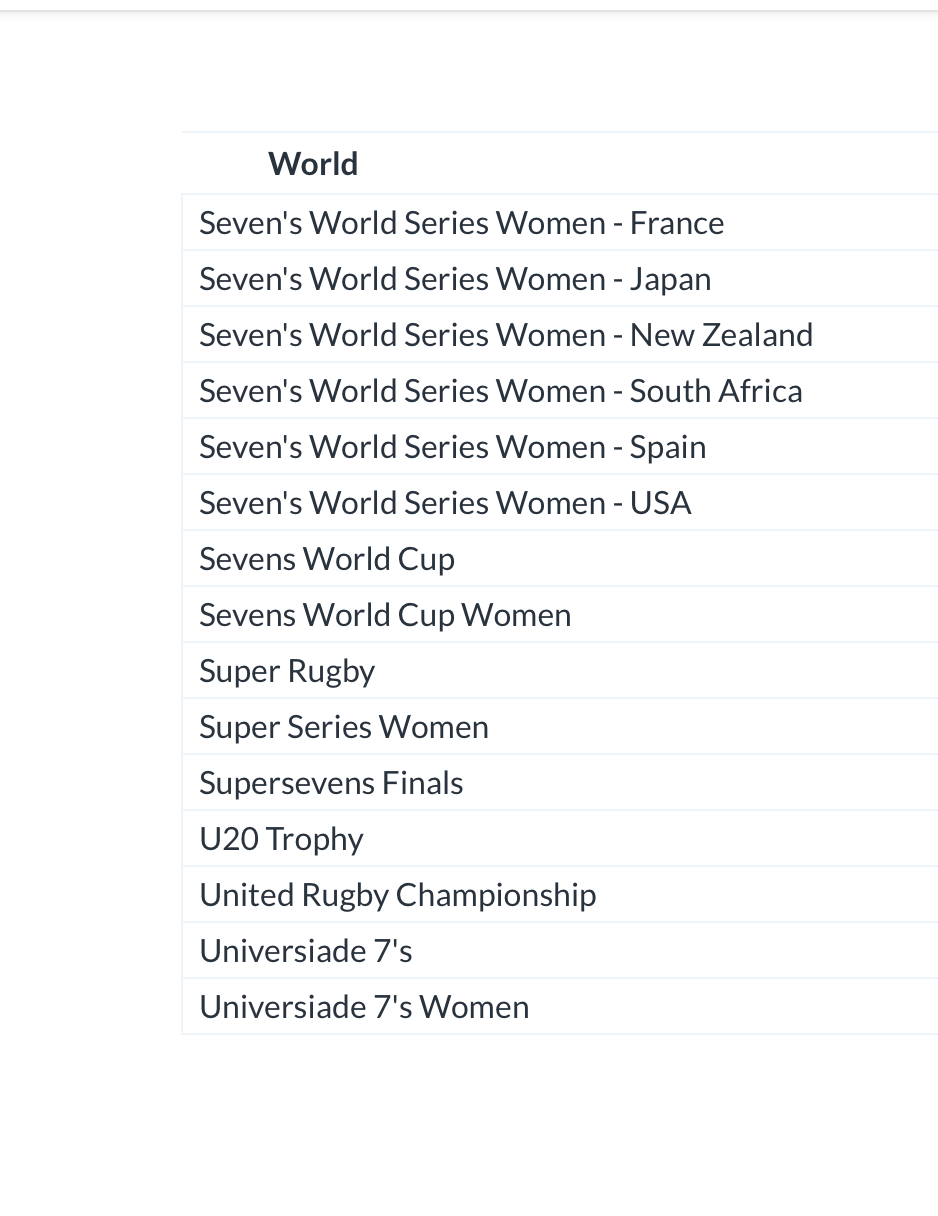 World
Seven's World Series Women - France
Seven's World Series Women - Japan
Seven's World Series Women - New Zealand
Seven's World Series Women - South Africa
Seven's World Series Women - Spain
Seven's World Series Women - USA
Sevens World Cup
Sevens World Cup Women
Super Rugby
Super Series Women
Supersevens Finals
U20 Trophy
United Rugby Championship
Universiade 7's
Universiade 7's Women